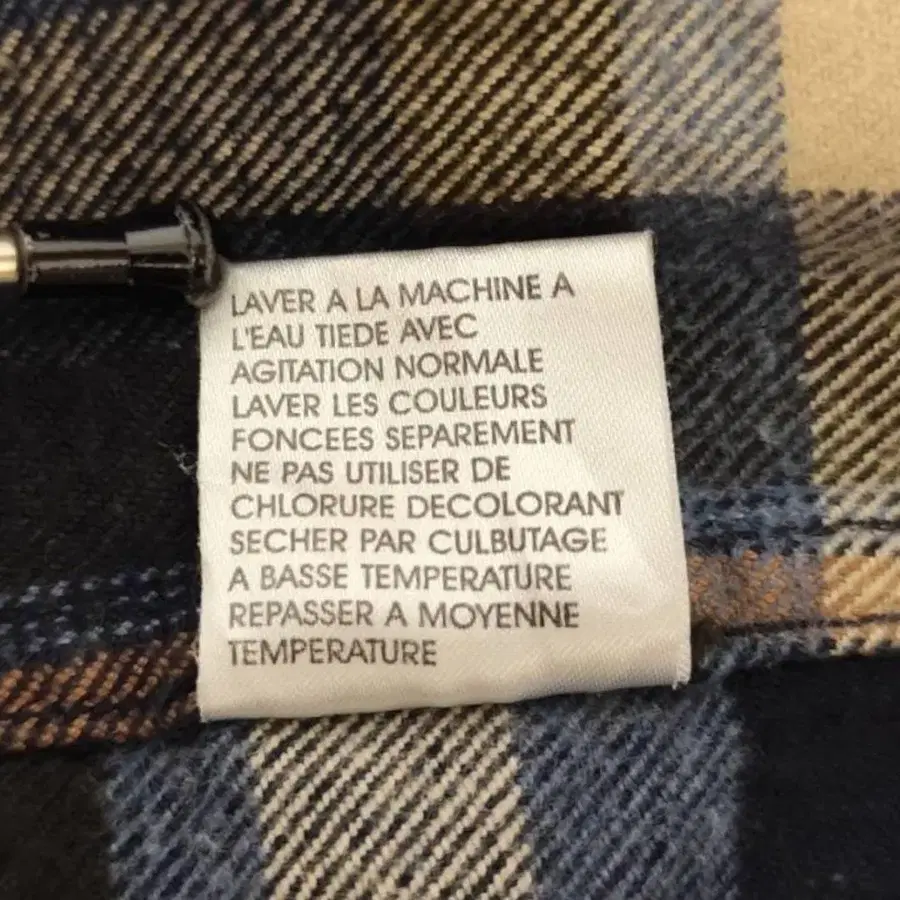 LAVER A LA MACHINE A
L'EAU TIEDE AVEC
AGITATION NORMALE
LAVER LES COULEURS
FONCEES SEPAREMENT
NE PAS UTILISER DE
CHLORURE DECOLORANT
SECHER PAR CULBUTAGE
A BASSE TEMPERATURE
REPASSER A MOYENNE
TEMPERATURE